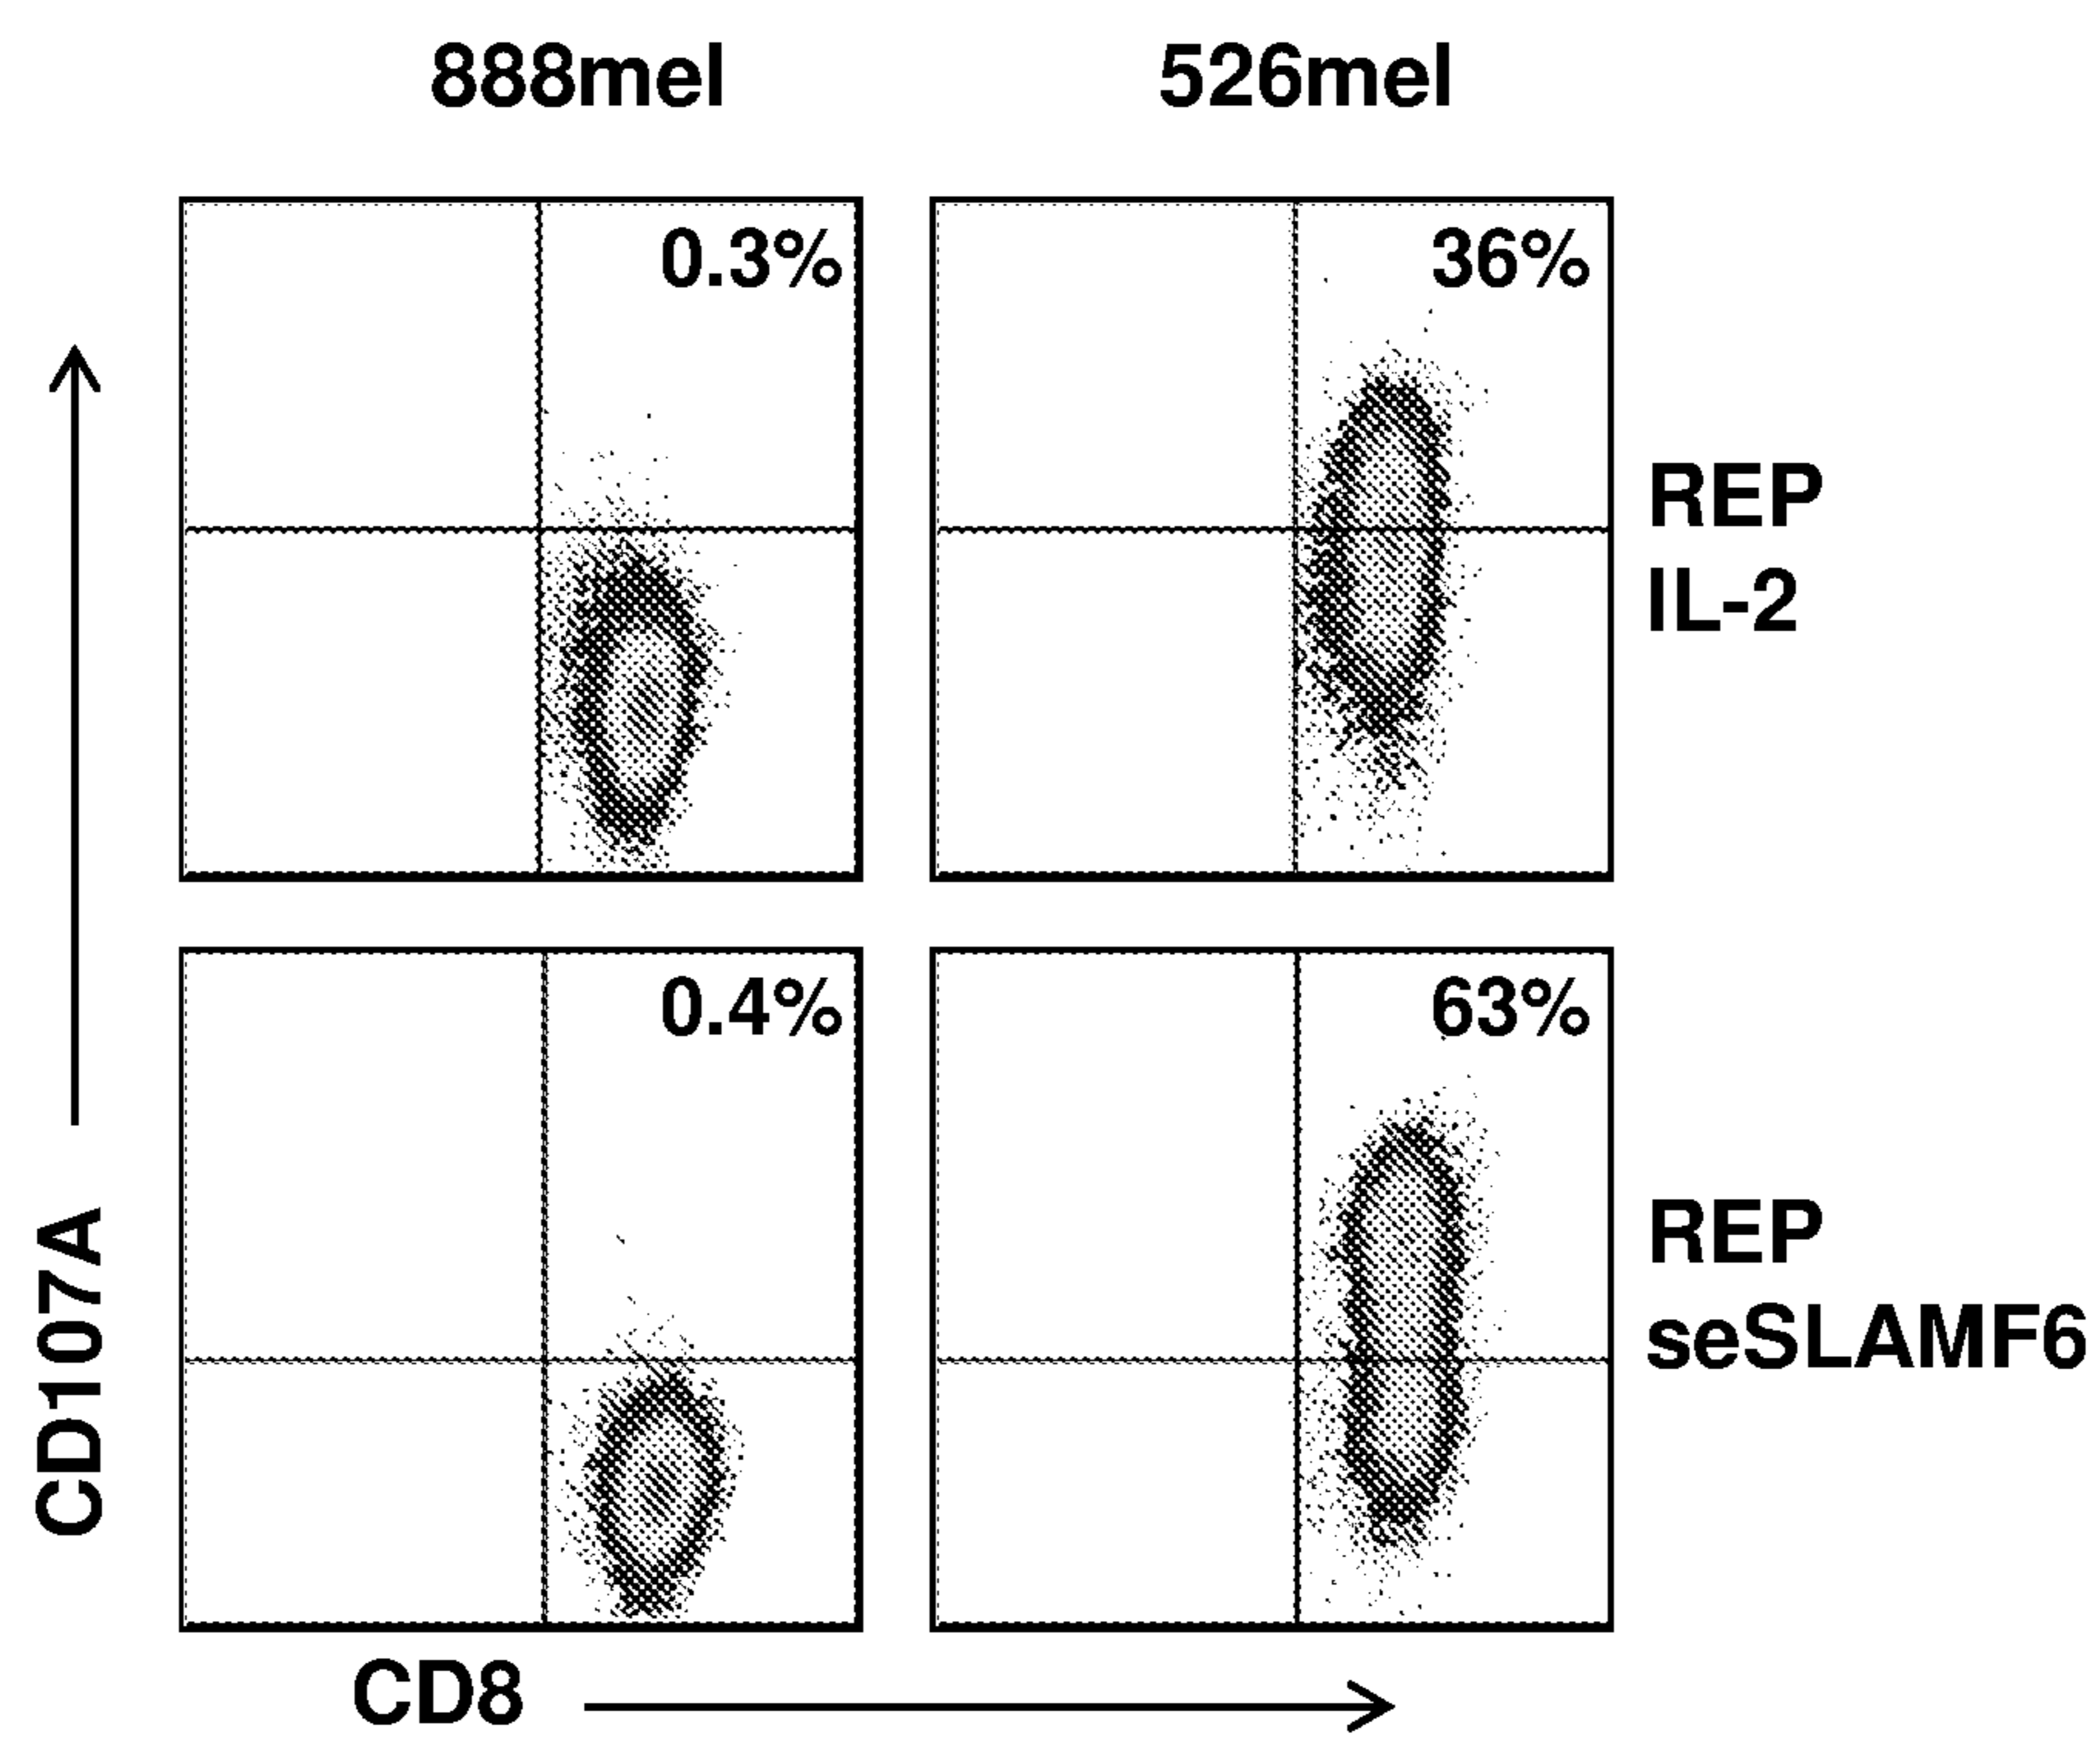 888mel
526mel
0.3%
36%
REP
IL-2
0.4%
63%
REP
seSLAMF6
CD107A
CD8